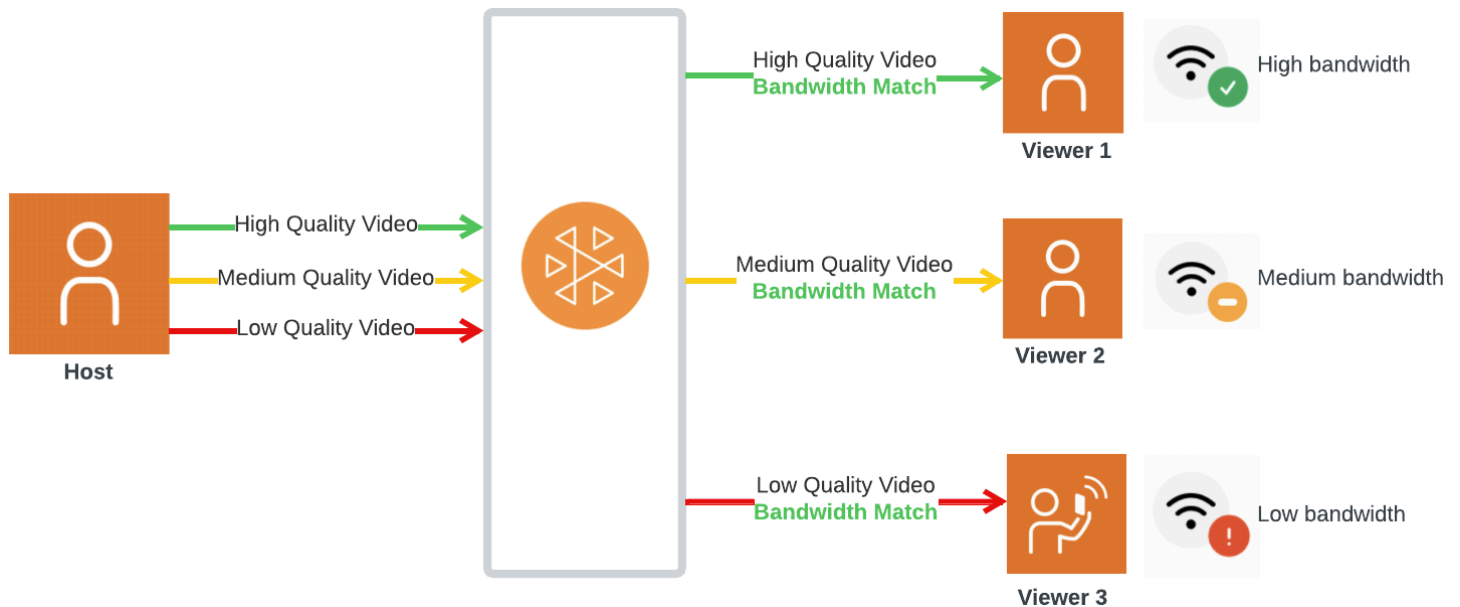 High Quality Video
Medium Quality Video
Low Quality Video
Host
High Quality Video
Bandwidth Match
Viewer 1
High bandwidth
Medium Quality Video
Bandwidth Match
Viewer 2
Medium bandwidth
Low Quality Video
Bandwidth Match
Viewer 3
Low bandwidth